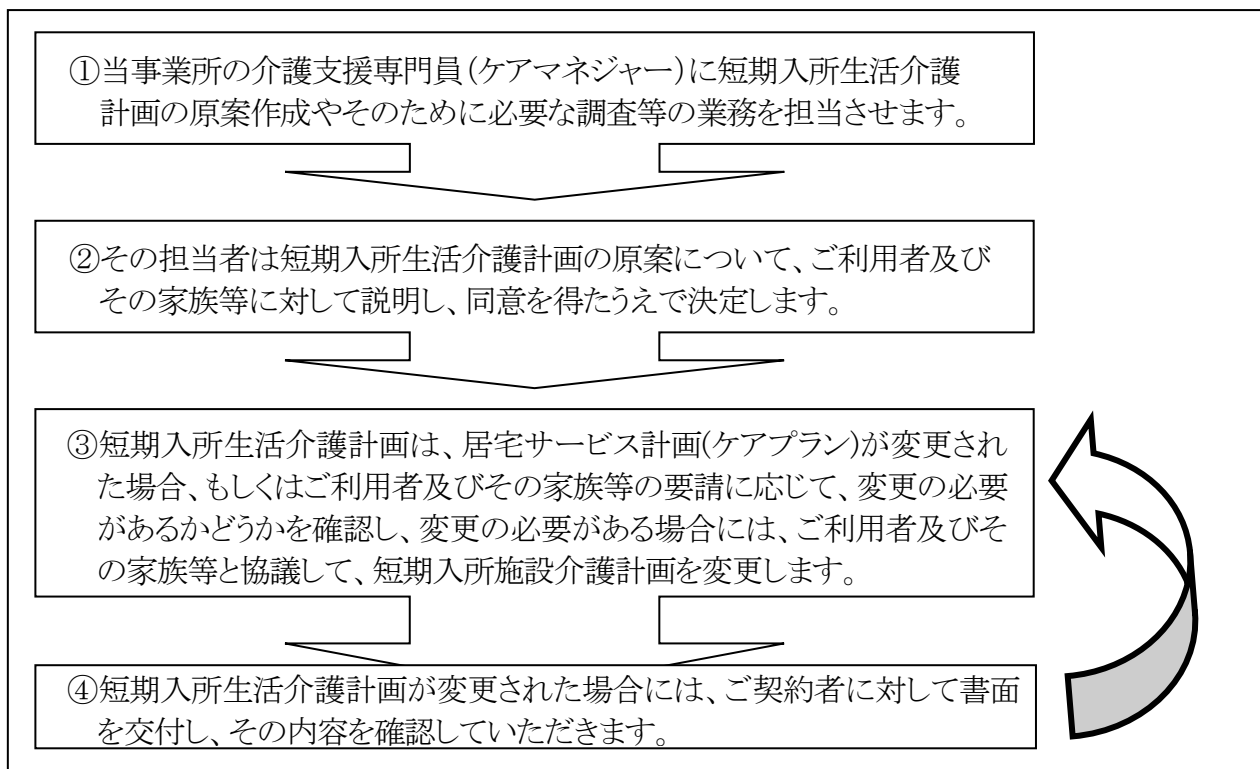 ①当事業所の介護支援専門員(ケアマネジャー)に短期入所生活介護
計画の原案作成やそのために必要な調査等の業務を担当させます。
②その担当者は短期入所生活介護計画の原案について、ご利用者及び
その家族等に対して説明し、同意を得たうえで決定します。
③短期入所生活介護計画は、居宅サービス計画(ケアプラン)が変更され
た場合、もしくはご利用者及びその家族等の要請に応じて、変更の必要
があるかどうかを確認し、変更の必要がある場合には、ご利用者及びそ
の家族等と協議して、短期入所施設介護計画を変更します。
④短期入所生活介護計画が変更された場合には、ご契約者に対して書面
を交付し、その内容を確認していただきます。